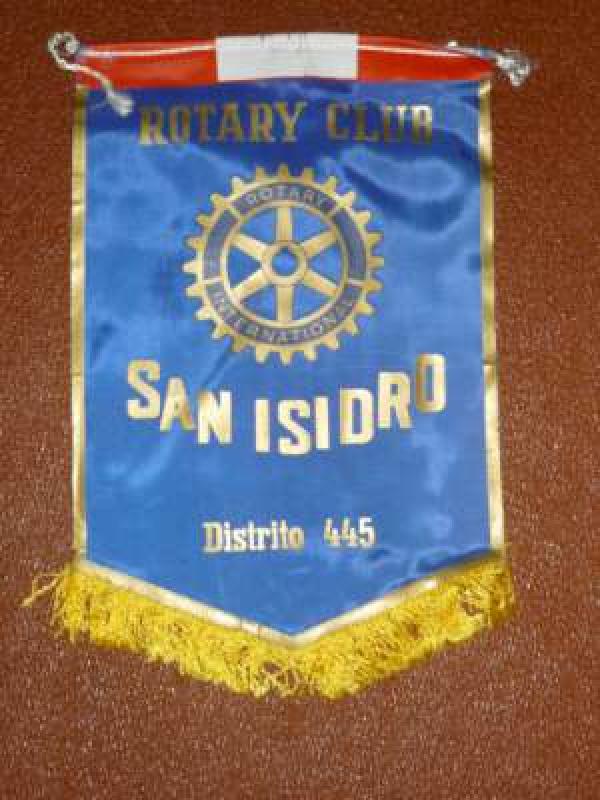 ROTARY CLUB
ROTARY
INTERNATIONAL
SAN ISIDRO
Distrito 445